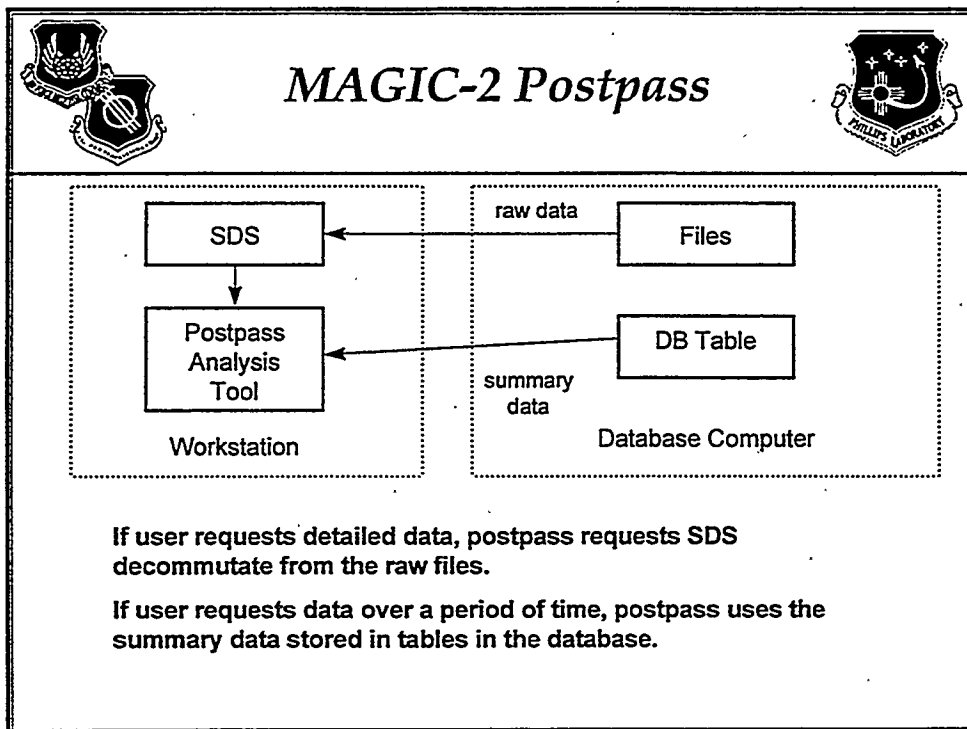 MAGIC-2 Postpass
PHILLIPS LABORATORY
raw data
SDS
Files
Postpass
Analysis
Tool
DB Table
summary
data
Workstation
Database Computer
If user requests detailed data, postpass requests SDS
decommutate from the raw files.
If user requests data over a period of time, postpass uses the
summary data stored in tables in the database.